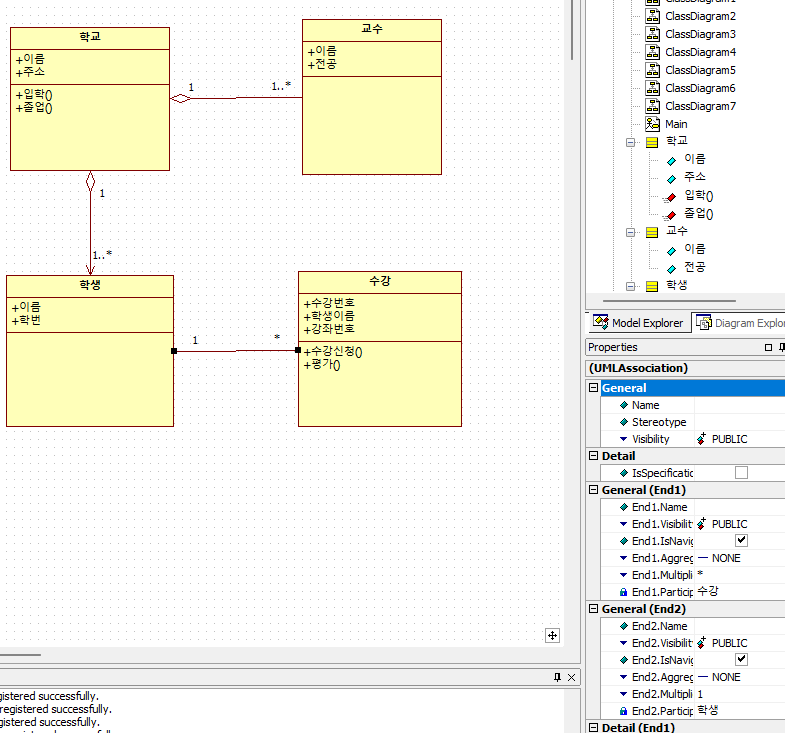 학교
+이름
+주소
+입학()
+졸업()
1
1..*
교수
+이름
+전공
1
1..*
학생
+이름
+학번
1
*
수강
+수강번호
+학생이름
+강좌번호
+수강신청()
+평가()
ClassDiagram2
ClassDiagram3
ClassDiagram4
ClassDiagram5
ClassDiagram6
ClassDiagram7
Main
학교
이름
주소
입학()
졸업()
교수
이름
전공
학생
Model Explorer
Diagram Explor
Properties
(UMLAssociation)
General
Name
Stereotype
Visibility PUBLIC
Detail
IsSpecificatic
General (End1)
End1.Name
End1.Visibilit PUBLIC
End1.IsNavig
End1.Aggreg NONE
End1.Multipli *
End1.Particip 수강
General (End2)
End2.Name
End2.Visibilit PUBLIC
End2.IsNavig
End2.Aggreg NONE
End2.Multipli 1
End2.Particip 학생
Detail (End1)
gistered successfully.
registered successfully.
gistered successfully.